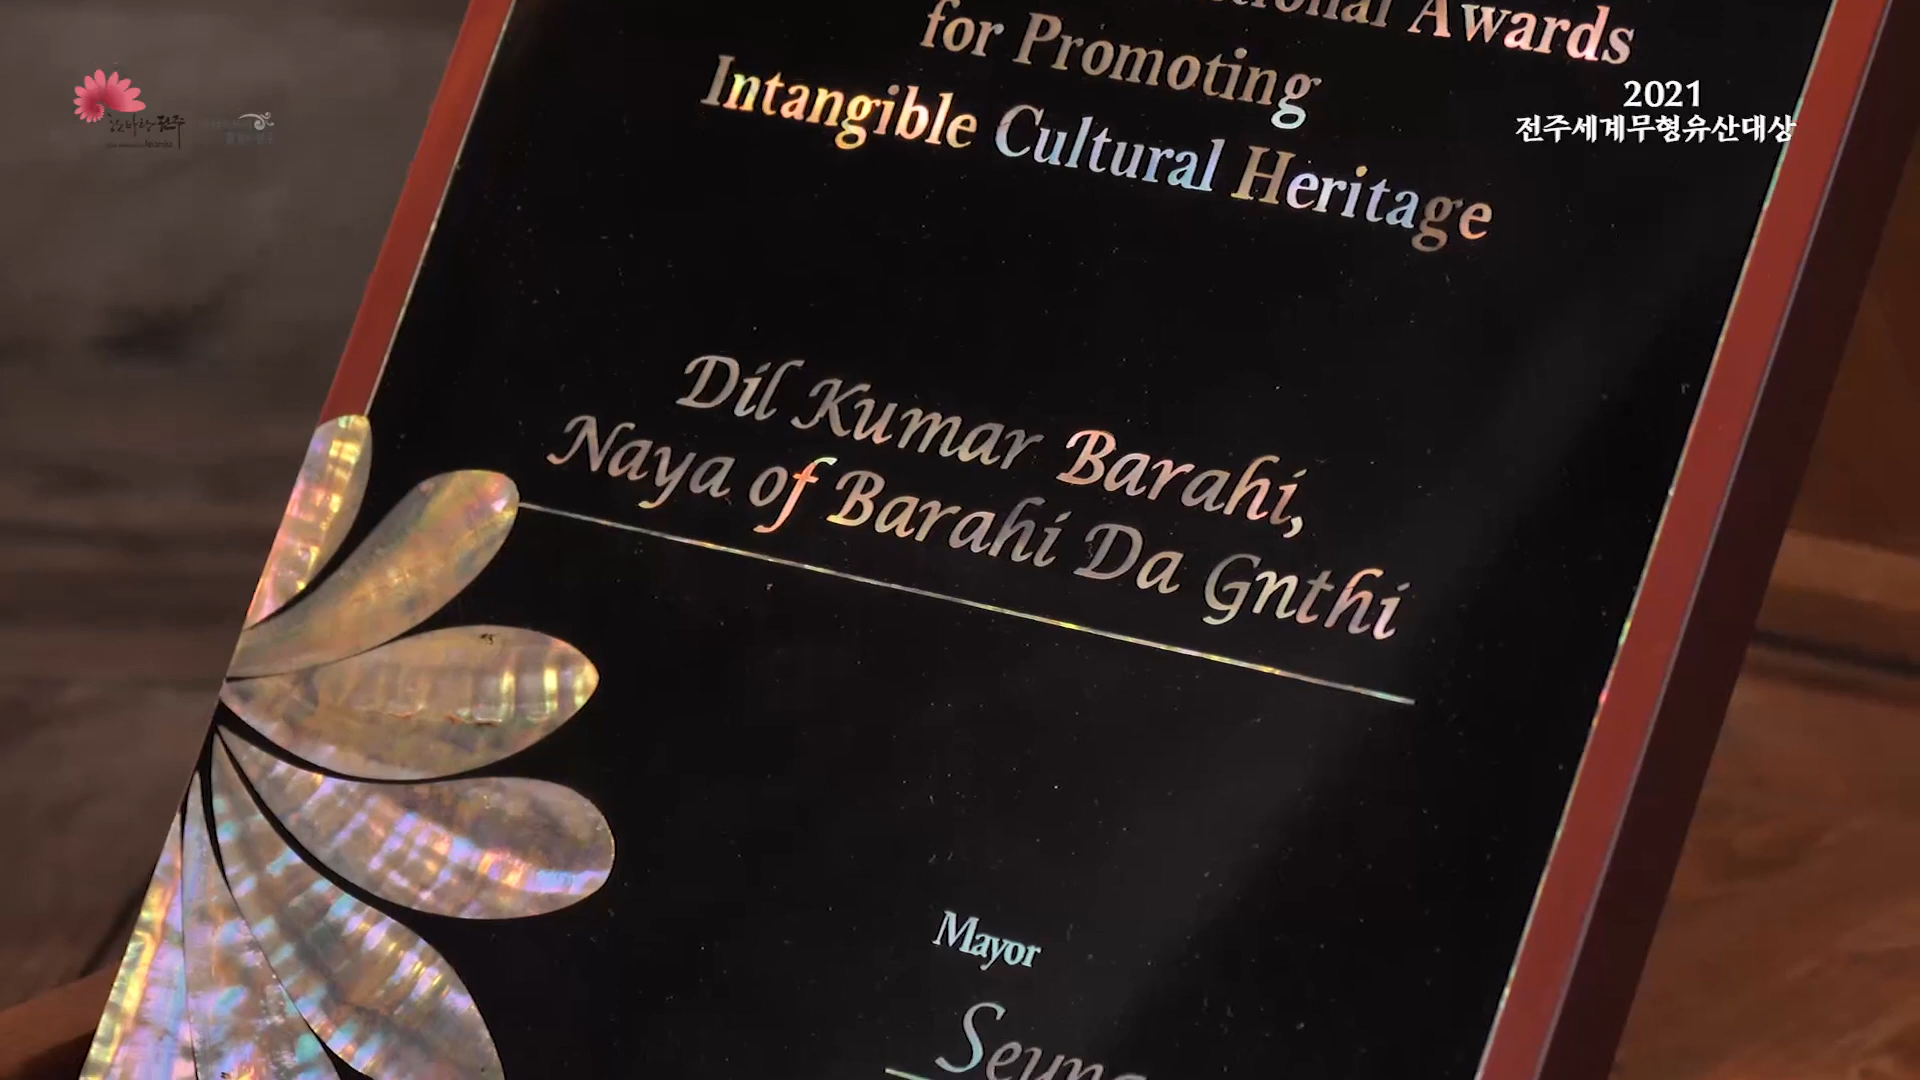 Awards
for Promoting
Intangible Cultural Heritage
2021
전주세계무형유산대상
Dil Kumar Barahi,
Naya of Barahi Da Gnthi
Mayor